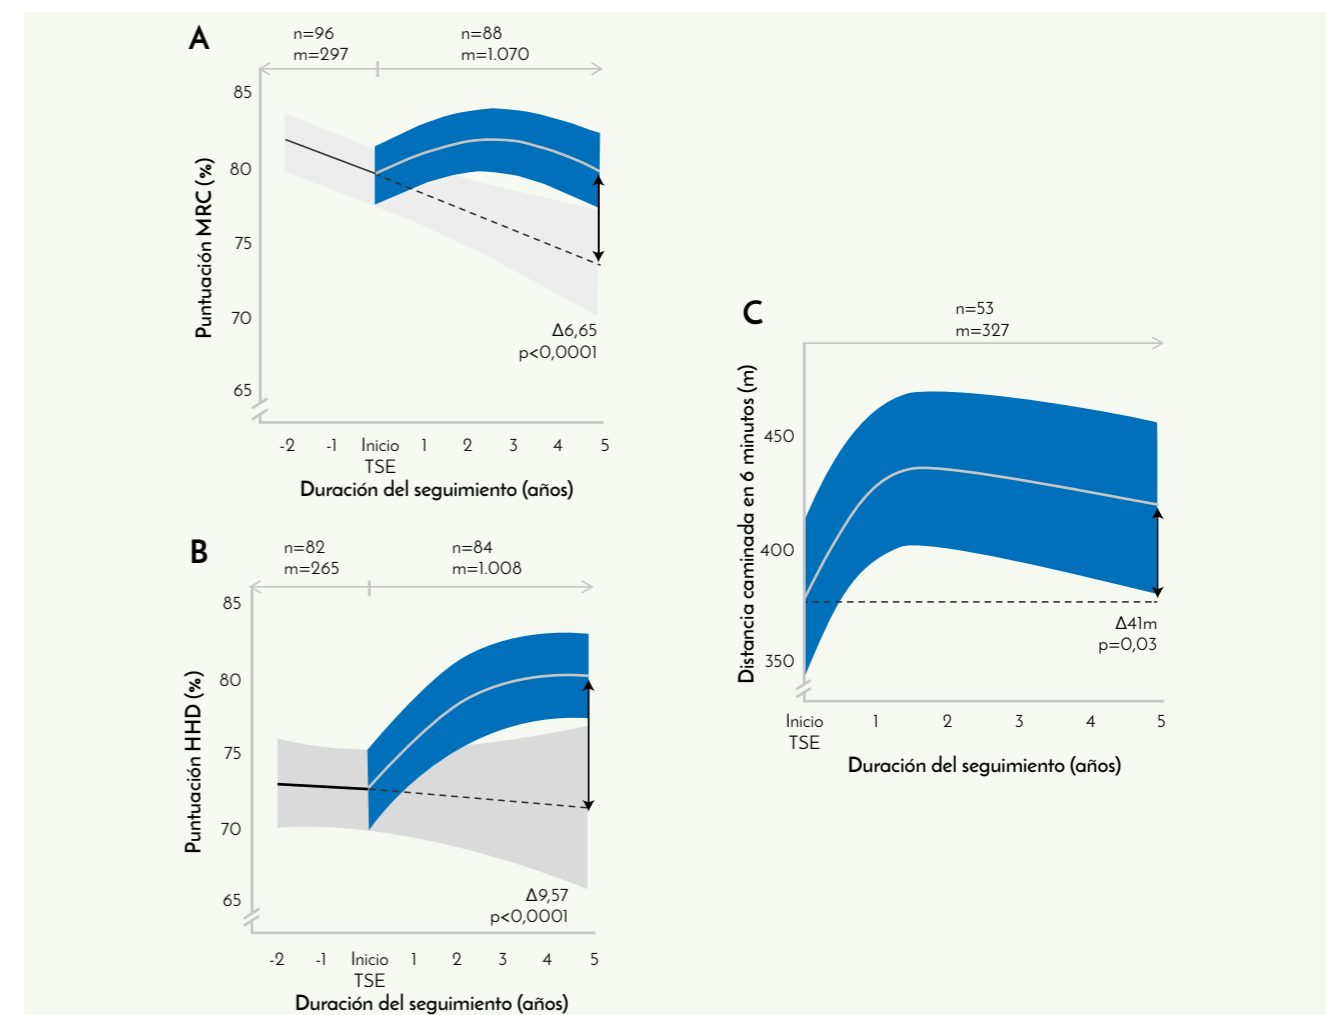 A
n=96
m=297
n=88
m=1.070
85
80
75
70
65
Puntuación MRC (%)
Δ6,65
p<0,0001
-2 -1 Inicio 1 2 3 4 5
TSE
Duración del seguimiento (años)
B
n=82
m=265
n=84
m=1.008
85
80
75
70
65
Puntuación HHD (%)
Δ9,57
p<0,0001
-2 -1 Inicio 1 2 3 4 5
TSE
Duración del seguimiento (años)
C
n=53
m=327
450
400
350
Distancia caminada en 6 minutos (m)
Δ41m
p=0,03
Inicio 1 2 3 4 5
TSE
Duración del seguimiento (años)